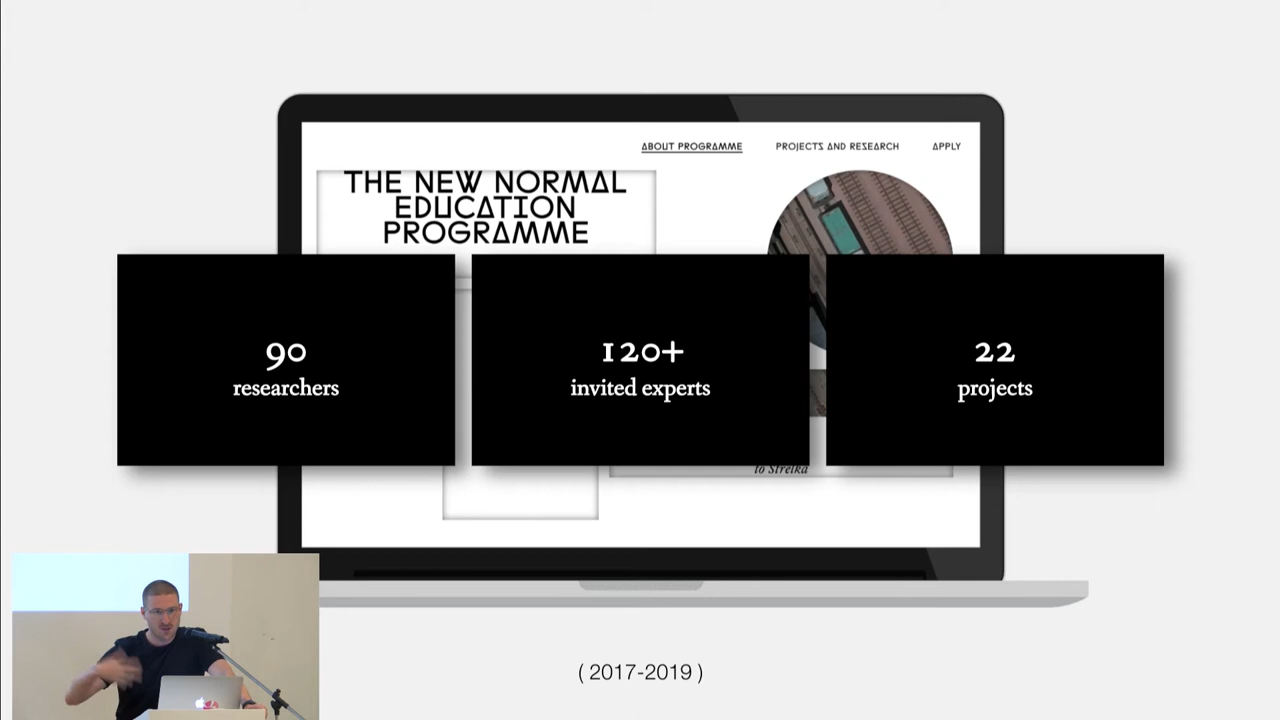 ABOUT PROGRAMME
PROJECTS AND RESEARCH
APPLY
THE NEW NORMAL
EDUCATION
PROGRAMME
90
researchers
120+
invited experts
22
projects
to Strelka
( 2017-2019 )